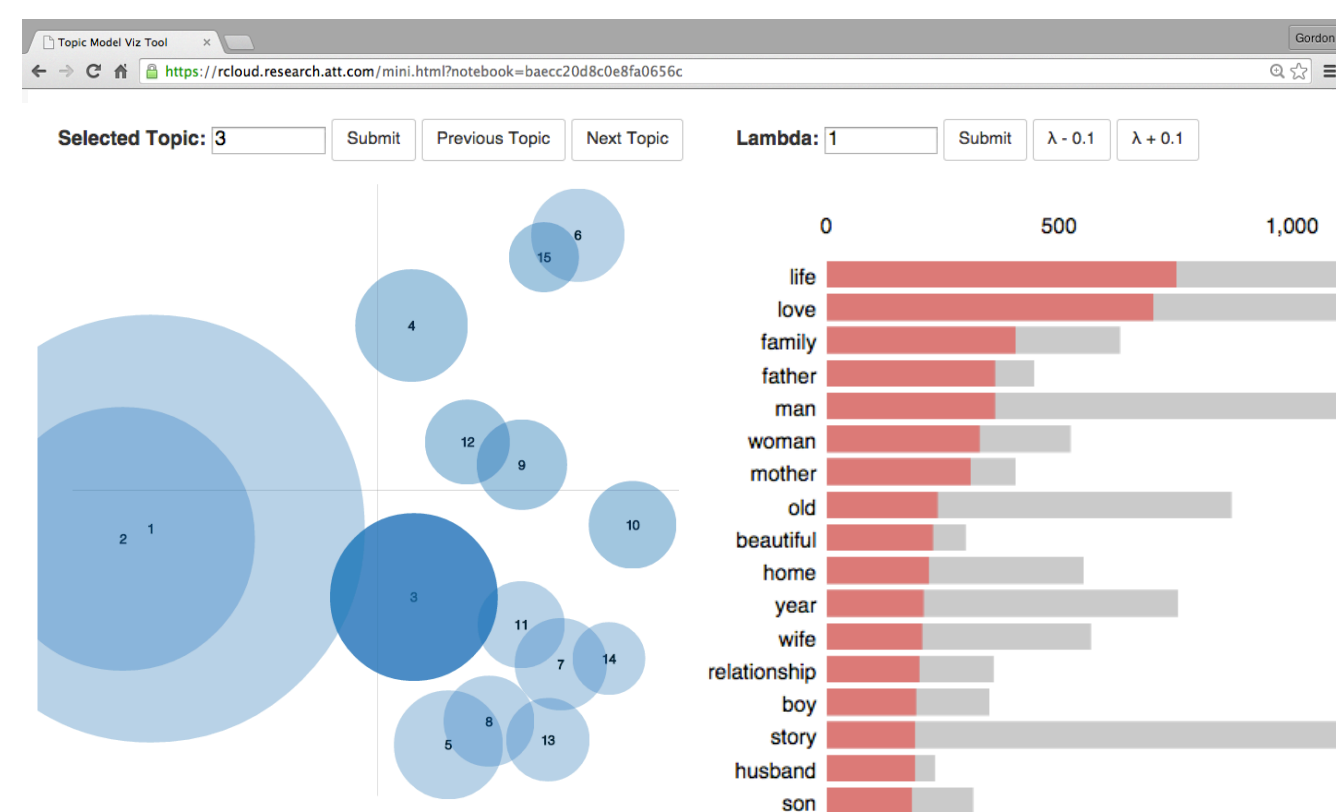 Topic Model Viz Tool
Gordon
https://rcloud.research.att.com/mini.html?notebook=baecc20d8c0e8fa0656c
Selected Topic: 3 Submit Previous Topic Next Topic Lambda: 1 Submit λ - 0.1 λ + 0.1
0 500 1,000
6
15
4
12
9
10
1
2
3
11
7
14
8
5
13
life
love
family
father
man
woman
mother
old
beautiful
home
year
wife
relationship
boy
story
husband
son